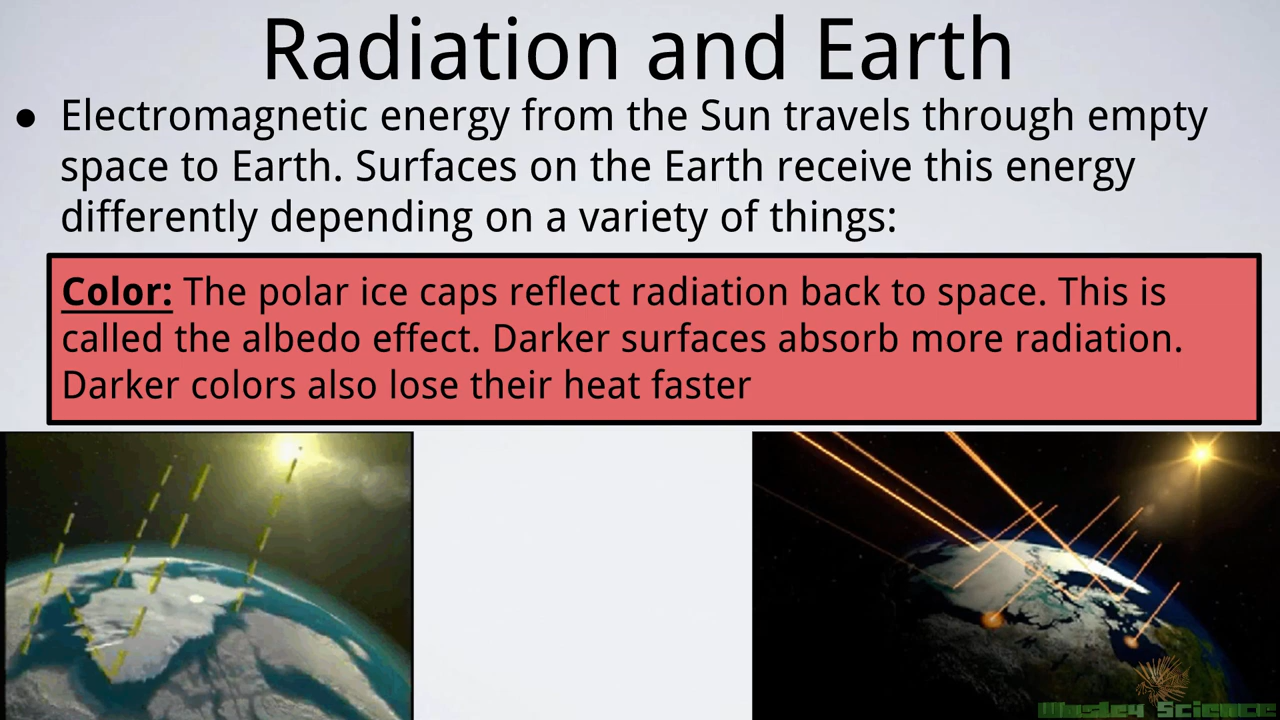 Radiation and Earth
● Electromagnetic energy from the Sun travels through empty
space to Earth. Surfaces on the Earth receive this energy
differently depending on a variety of things:
Color: The polar ice caps reflect radiation back to space. This is
called the albedo effect. Darker surfaces absorb more radiation.
Darker colors also lose their heat faster
Wasley Science